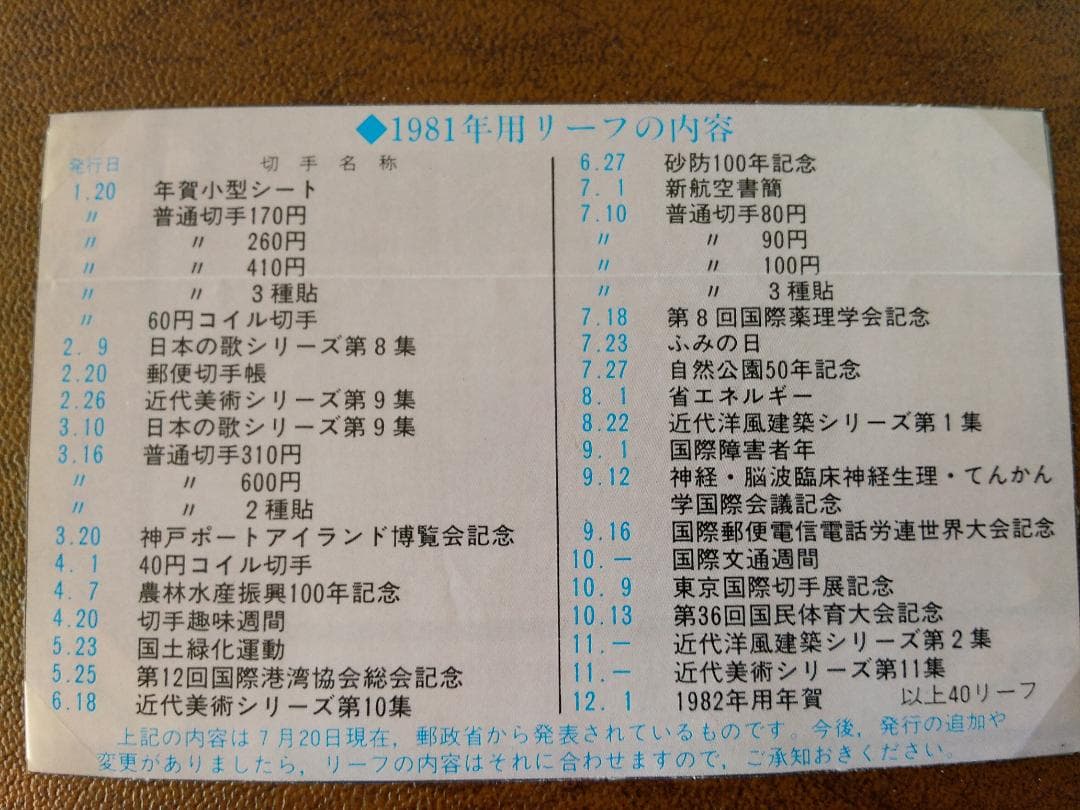 ◆1981年用リーフの内容
発行日 切手名称
1.20 年賀小型シート
〃 普通切手170円
〃 〃 260円
〃 〃 410円
〃 〃 3種貼
〃 60円コイル切手
2. 9 日本の歌シリーズ第8集
2.20 郵便切手帳
2.26 近代美術シリーズ第9集
3.10 日本の歌シリーズ第9集
3.16 普通切手310円
〃 〃 600円
〃 〃 2種貼
3.20 神戸ポートアイランド博覧会記念
4. 1 40円コイル切手
4. 7 農林水産振興100年記念
4.20 切手趣味週間
5.23 国土緑化運動
5.25 第12回国際港湾協会総会記念
6.18 近代美術シリーズ第10集
6.27 砂防100年記念
7. 1 新航空書簡
7.10 普通切手80円
〃 〃 90円
〃 〃 100円
〃 〃 3種貼
7.18 第8回国際薬理学会記念
7.23 ふみの日
7.27 自然公園50年記念
8. 1 省エネルギー
8.22 近代洋風建築シリーズ第1集
9. 1 国際障害者年
9.12 神経・脳波臨床神経生理・てんかん
学国際会議記念
9.16 国際郵便電信電話労連世界大会記念
10.− 国際文通週間
10. 9 東京国際切手展記念
10.13 第36回国民体育大会記念
11.− 近代洋風建築シリーズ第2集
11.− 近代美術シリーズ第11集
12. 1 1982年用年賀 以上40リーフ
上記の内容は7月20日現在，郵政省から発表されているものです。今後，発行の追加や
変更がありましたら，リーフの内容はそれに合わせますので，ご承知おきください。